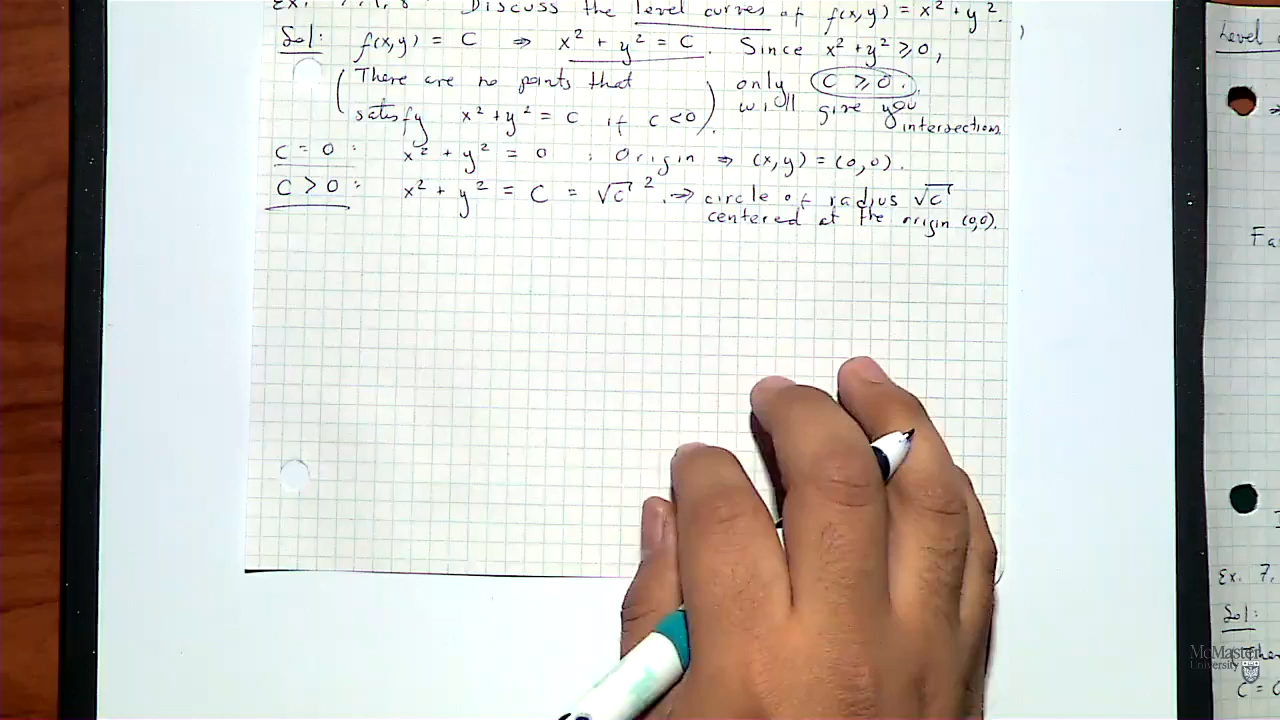 Discuss the level curves of f(x,y) = x² + y².
Sol: f(x,y) = C ⇒ x² + y² = C. Since x² + y² ≥ 0,
(There are no points that satisfy x² + y² = C if C < 0).
only C ≥ 0 will give you intersections
C = 0: x² + y² = 0 : Origin ⇒ (x,y) = (0,0).
C > 0: x² + y² = C = √C². ⇒ circle of radius √C
centered at the origin (0,0).
Level
Ex. 7.
Sol:
C =
McMaster
University